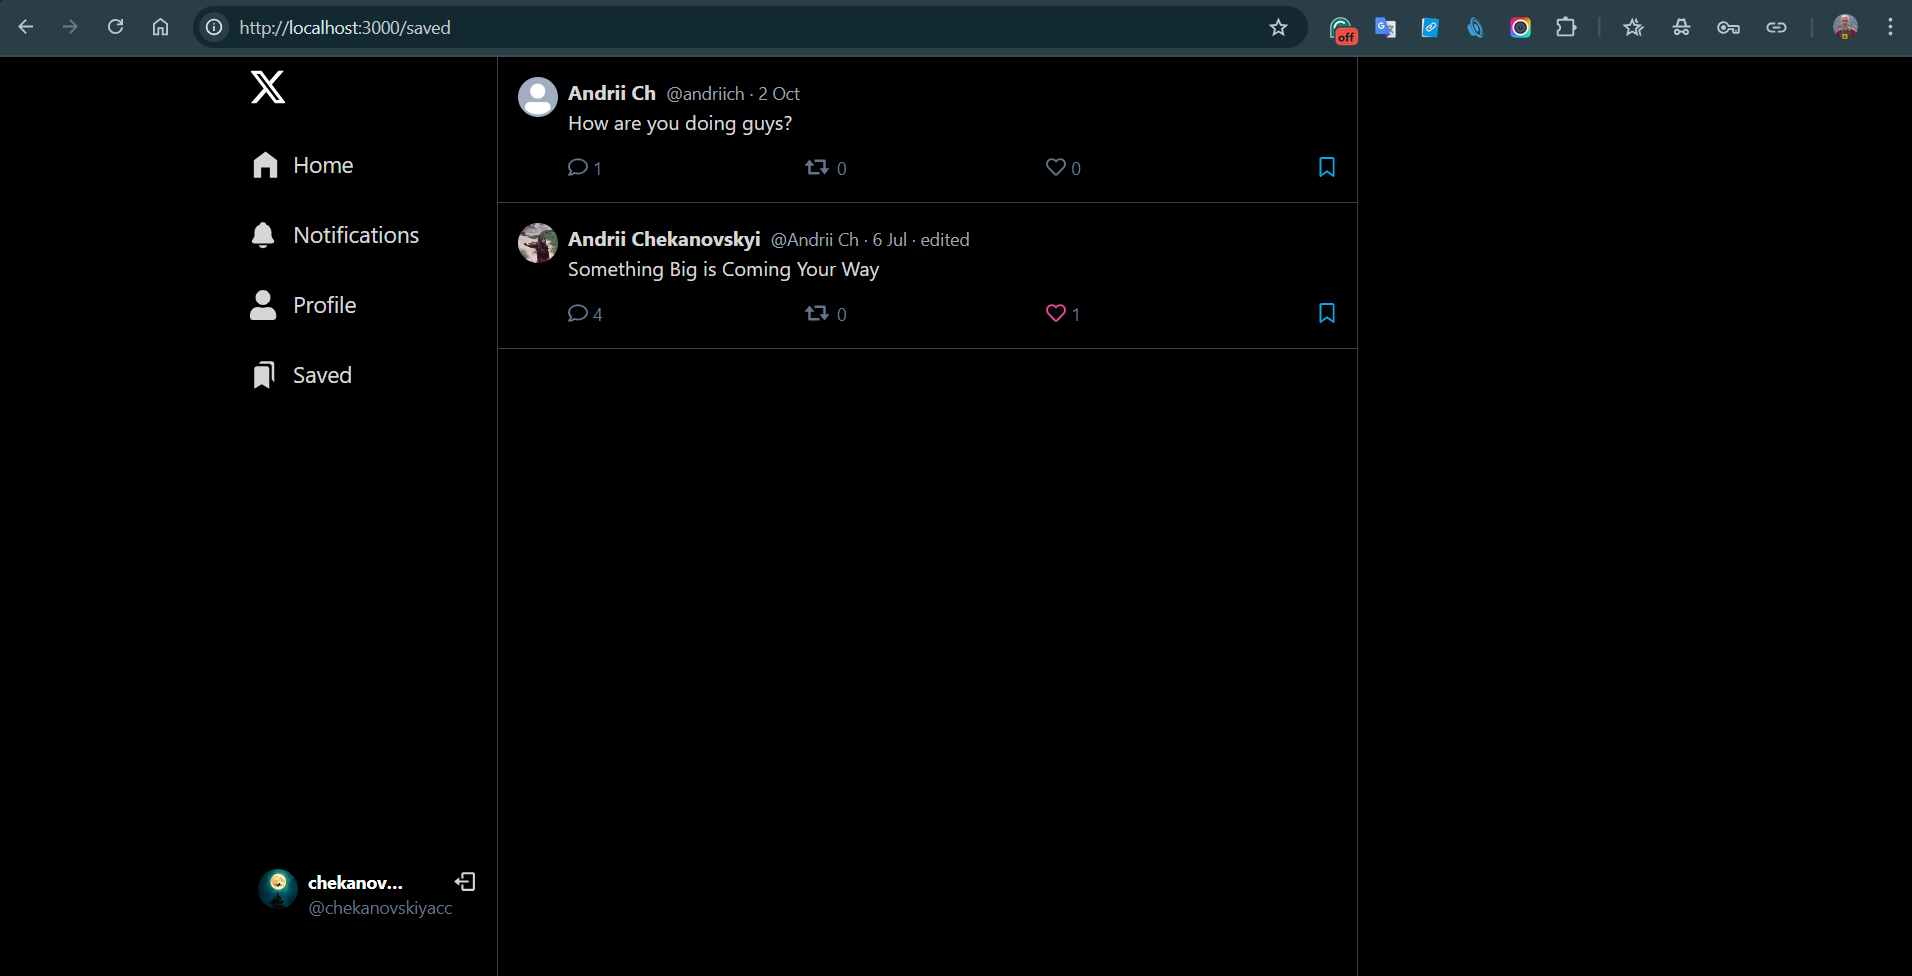 http://localhost:3000/saved
off
Home
Notifications
Profile
Saved
chekanov...
@chekanovskiyacc
Andrii Ch @andriich · 2 Oct
How are you doing guys?
1 0 0
Andrii Chekanovskyi @Andrii Ch · 6 Jul · edited
Something Big is Coming Your Way
4 0 1